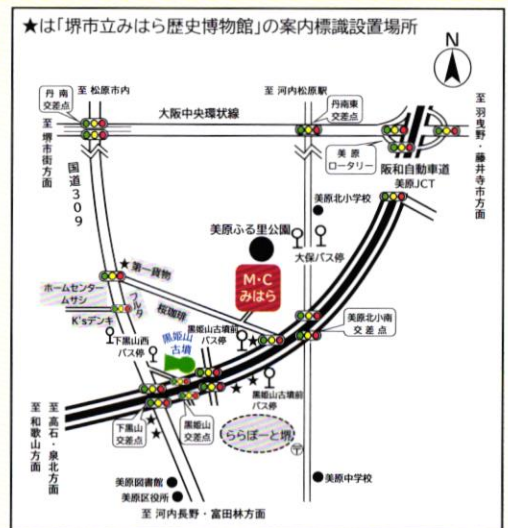 ★は「堺市立みはら歴史博物館」の案内標識設置場所
N
丹南
交差点
至 松原市内
至 河内松原駅
丹南東
交差点
大阪中央環状線
至 堺市街方面
至 羽曳野・藤井寺市方面
美原
ロータリー
阪和自動車道
美原JCT
国道309
美原北小学校
美原ふる里公園
大保バス停
★第一貨物
M・C
みはら
ホームセンター
ムサシ
K'sデンキ
桜珈琲
下黒山西
バス停
黒姫山
古墳
黒姫山古墳前
バス停
美原北小南
交差点
黒姫山古墳前
バス停
至 高石・泉北方面
至 和歌山方面
下黒山
交差点
黒姫山
交差点
ららぽーと堺
美原図書館
美原区役所
美原中学校
至 河内長野・富田林方面